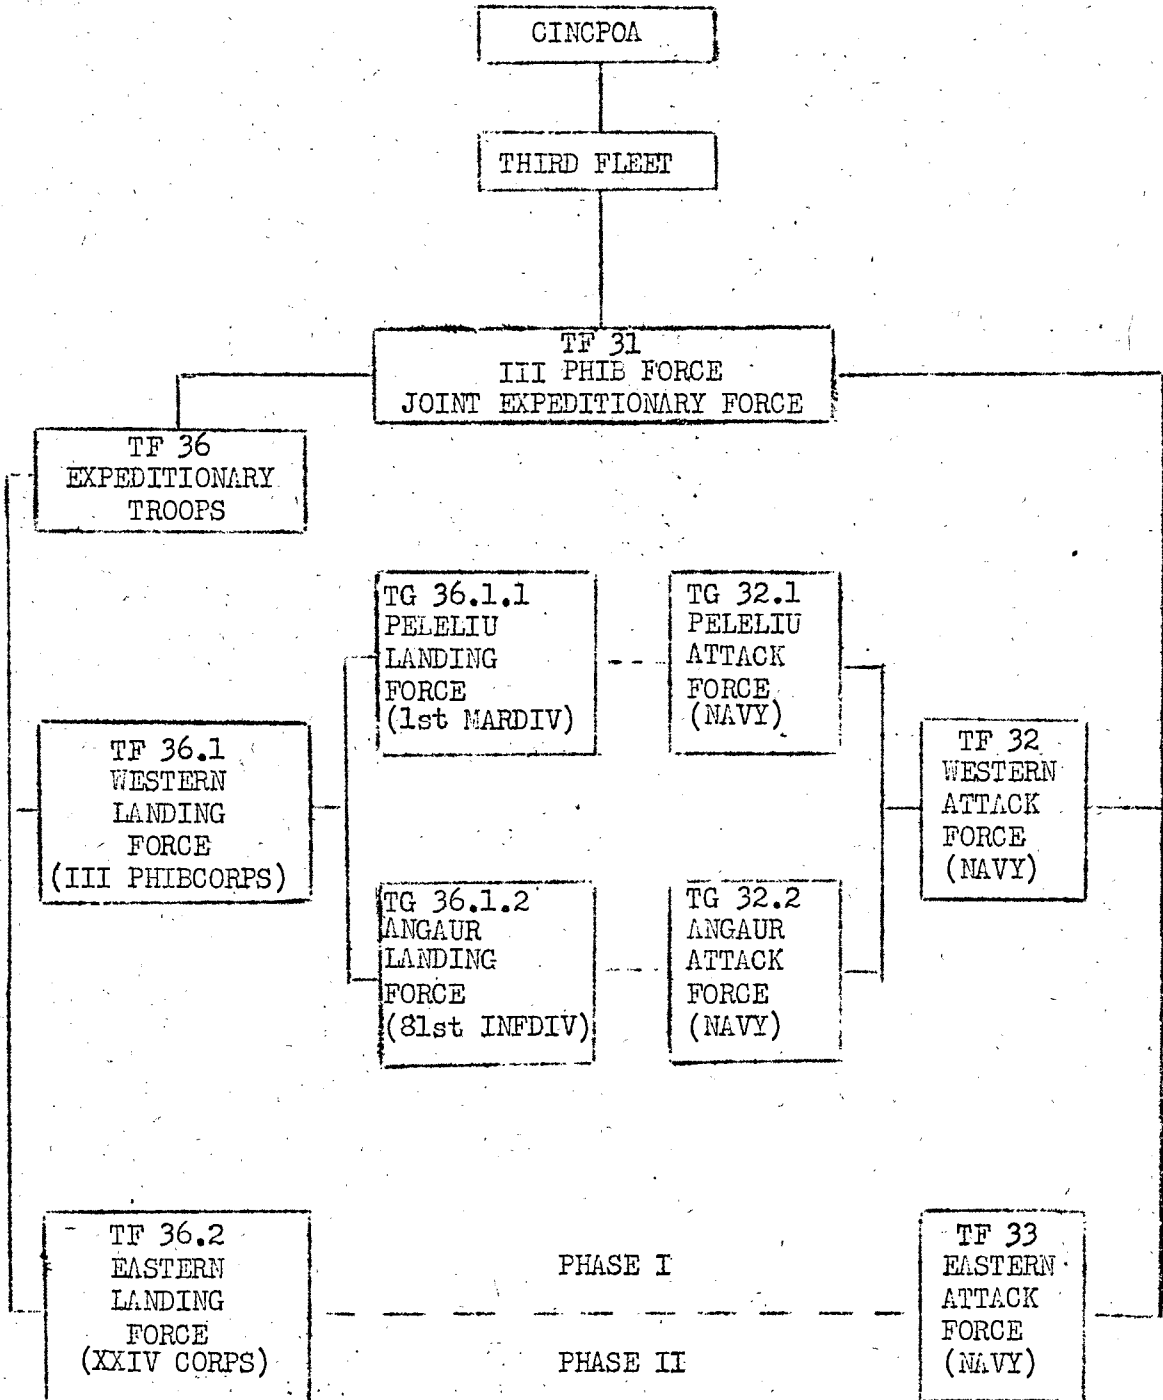 CINCPOA
THIRD FLEET
TF 31
III PHIB FORCE
JOINT EXPEDITIONARY FORCE
TF 36
EXPEDITIONARY
TROOPS
TG 36.1.1
PELELIU
LANDING
FORCE
(1st MARDIV)
TG 32.1
PELELIU
ATTACK
FORCE
(NAVY)
TF 36.1
WESTERN
LANDING
FORCE
(III PHIBCORPS)
TF 32
WESTERN
ATTACK
FORCE
(NAVY)
TG 36.1.2
ANGAUR
LANDING
FORCE
(81st INFDIV)
TG 32.2
ANGAUR
ATTACK
FORCE
(NAVY)
TF 36.2
EASTERN
LANDING
FORCE
(XXIV CORPS)
PHASE I
PHASE II
TF 33
EASTERN
ATTACK
FORCE
(NAVY)